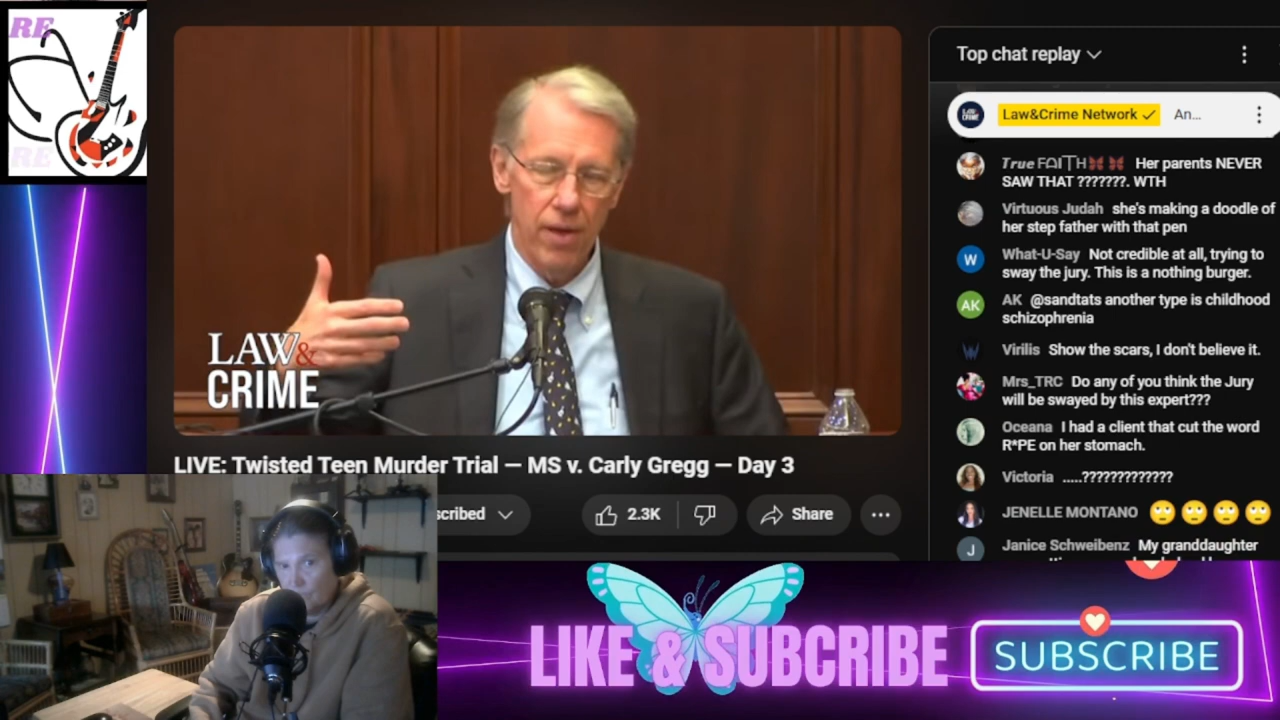 RE
RE
LAW&
CRIME
LIVE: Twisted Teen Murder Trial — MS v. Carly Gregg — Day 3
scribed
2.3K
Share
Top chat replay
Law&Crime Network An...
True FAITH Her parents NEVER
SAW THAT ???????. WTH
Virtuous Judah she's making a doodle of
her step father with that pen
What-U-Say Not credible at all, trying to
sway the jury. This is a nothing burger.
AK @sandtats another type is childhood
schizophrenia
Virilis Show the scars, I don't believe it.
Mrs_TRC Do any of you think the Jury
will be swayed by this expert???
Oceana I had a client that cut the word
R*PE on her stomach.
Victoria .....?????????????
JENELLE MONTANO
Janice Schweibenz My granddaughter
LIKE & SUBCRIBE
SUBSCRIBE